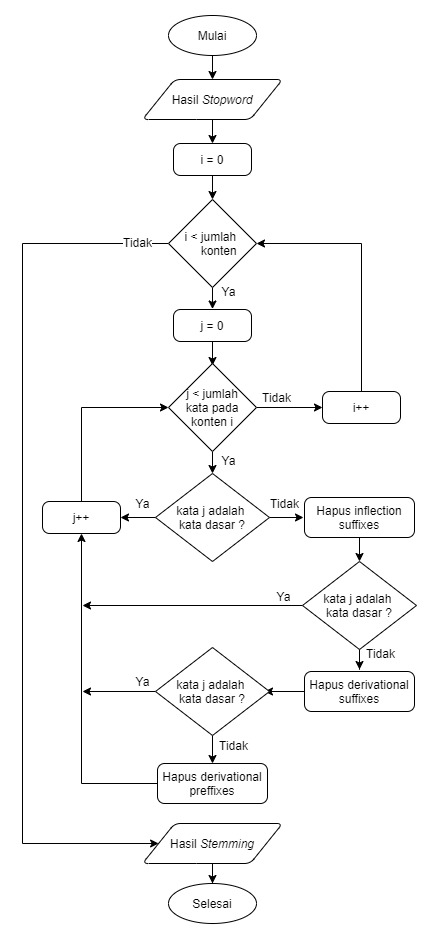 Mulai
Hasil Stopword
i = 0
i < jumlah
konten
Tidak
Ya
j = 0
j < jumlah
kata pada
konten i
Tidak
i++
Ya
kata j adalah
kata dasar ?
Ya
j++
Tidak
Hapus inflection
suffixes
kata j adalah
kata dasar ?
Ya
Tidak
Hapus derivational
suffixes
kata j adalah
kata dasar ?
Ya
Tidak
Hapus derivational
preffixes
Hasil Stemming
Selesai